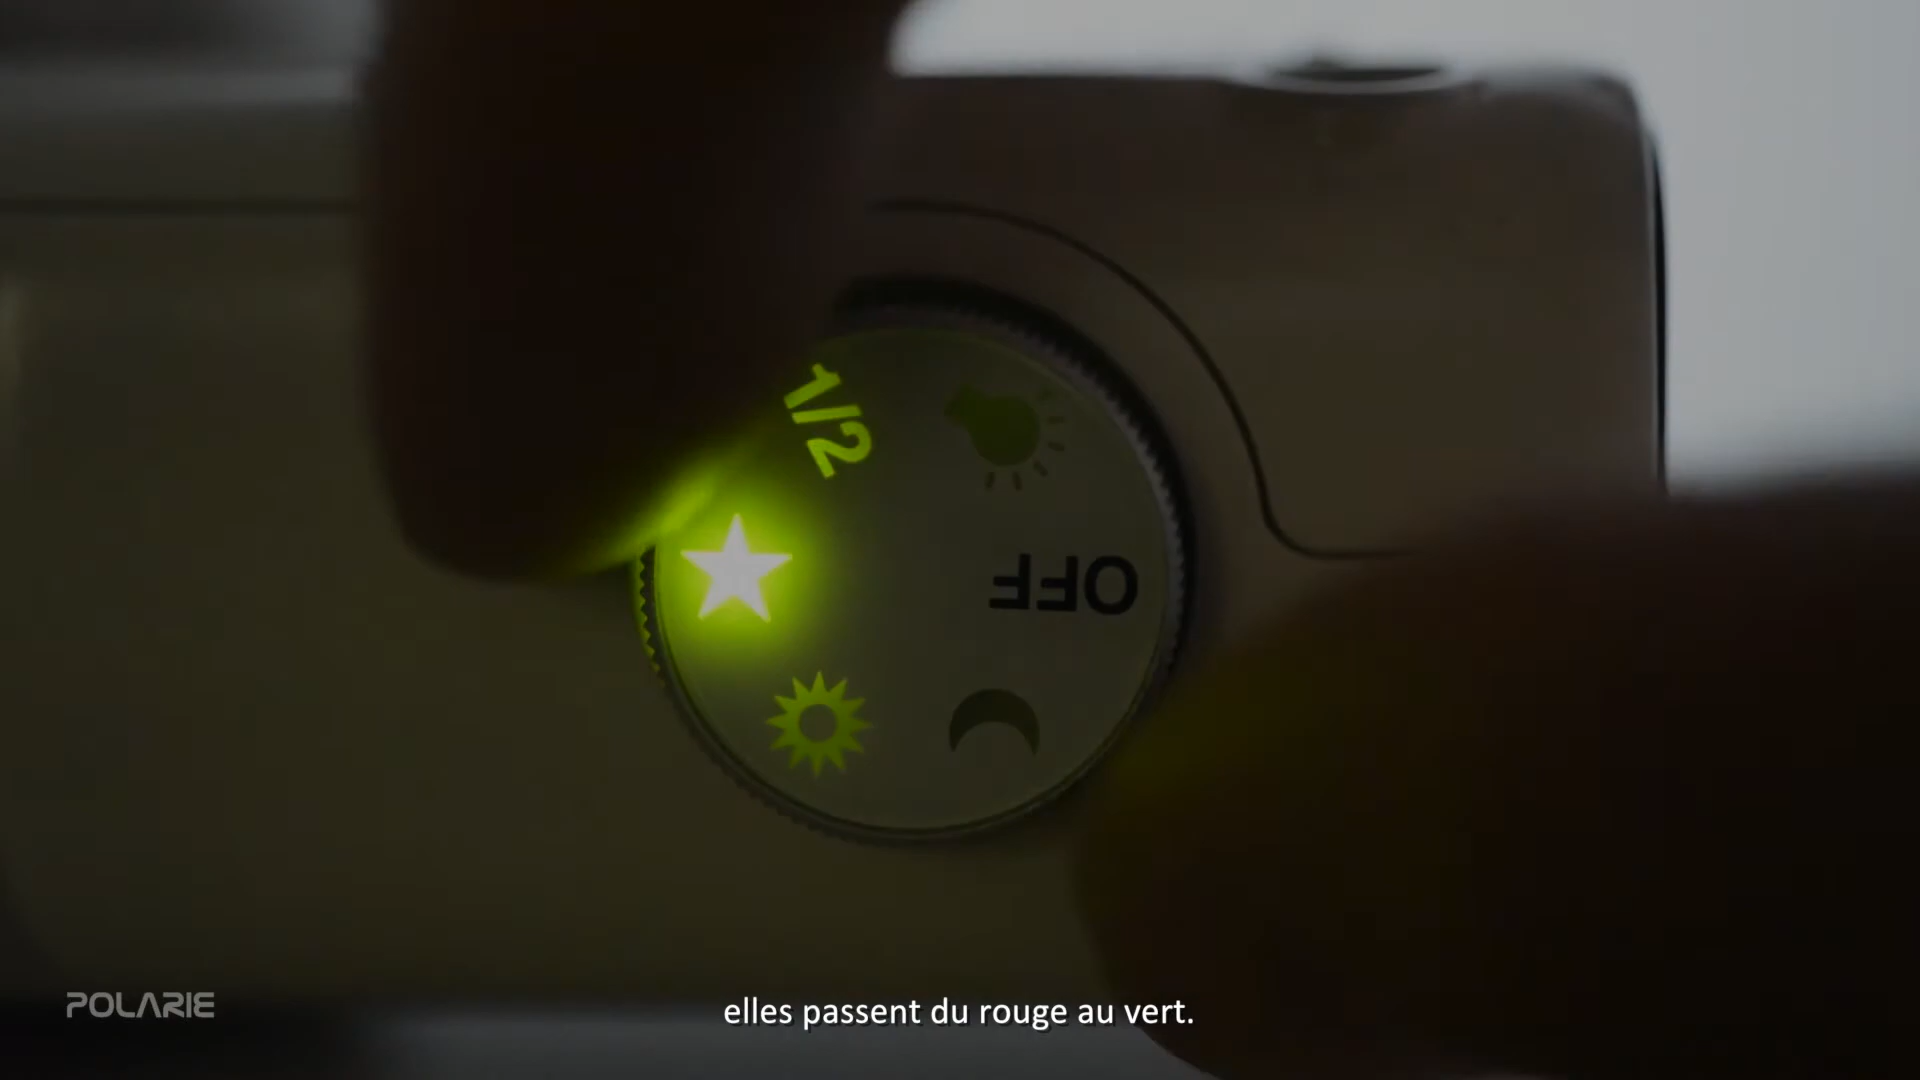 1/2
OFF
POLARIE
elles passent du rouge au vert.